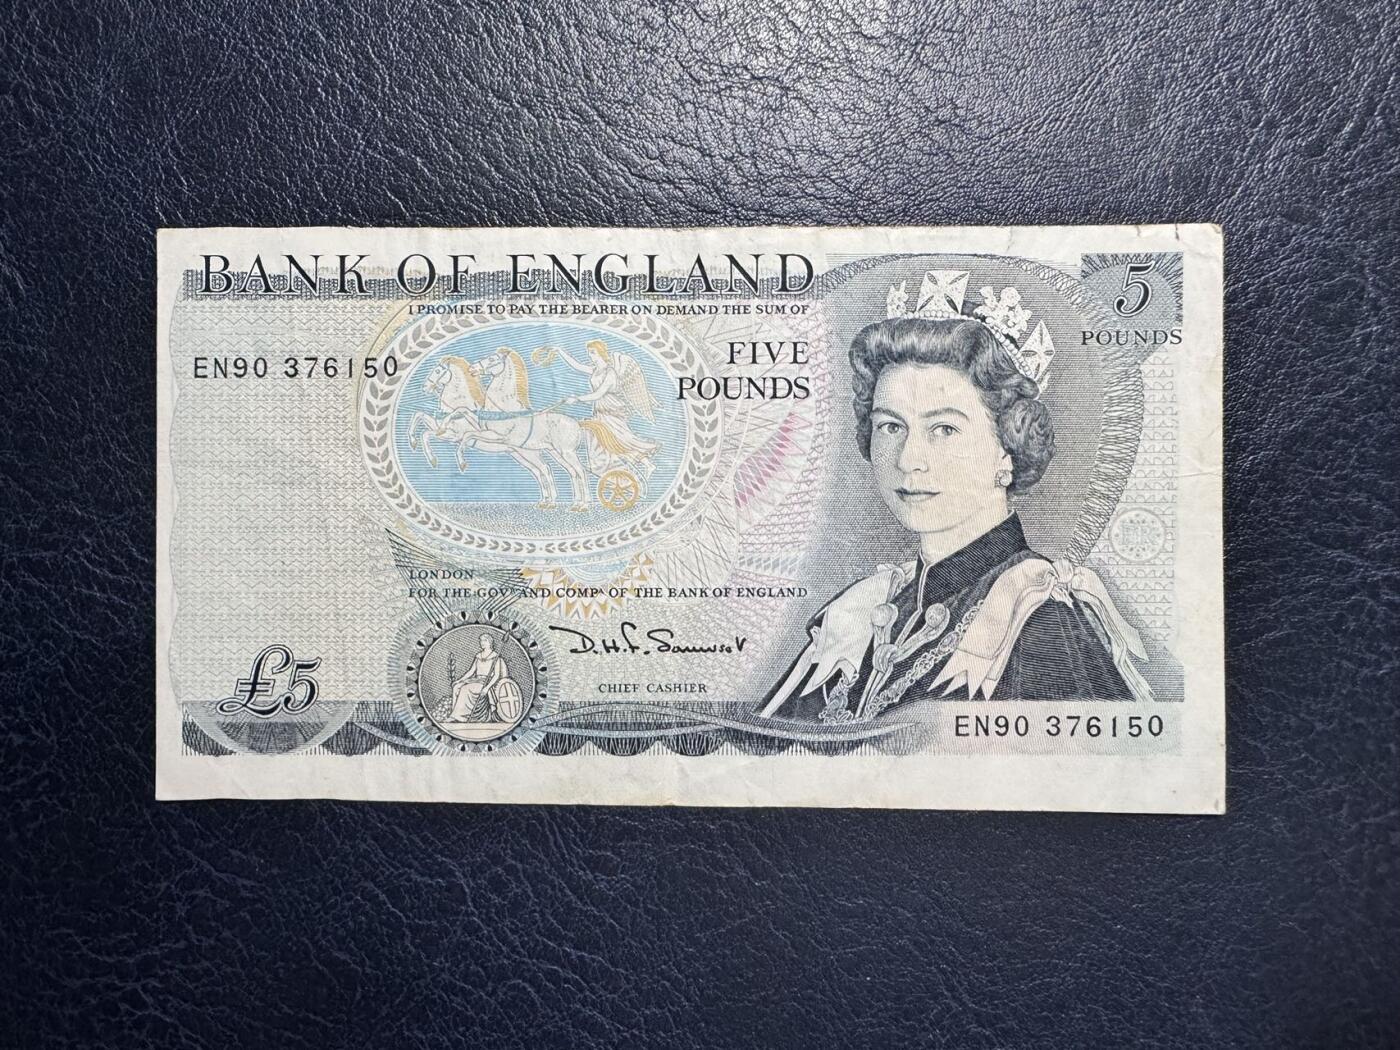 BANK OF ENGLAND
I PROMISE TO PAY THE BEARER ON DEMAND THE SUM OF
5
POUNDS
FIVE
POUNDS
EN90 376150
LONDON
FOR THE GOVR AND COMPA OF THE BANK OF ENGLAND
D.H.F. Somerset
CHIEF CASHIER
£5
EN90 376150